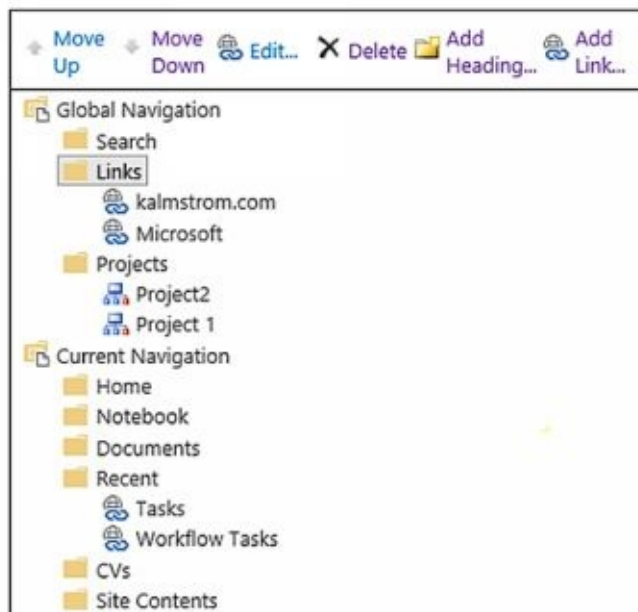 Move Up
Move Down
Edit...
Delete
Add Heading...
Add Link...
Global Navigation
Search
Links
kalmstrom.com
Microsoft
Projects
Project2
Project 1
Current Navigation
Home
Notebook
Documents
Recent
Tasks
Workflow Tasks
CVs
Site Contents